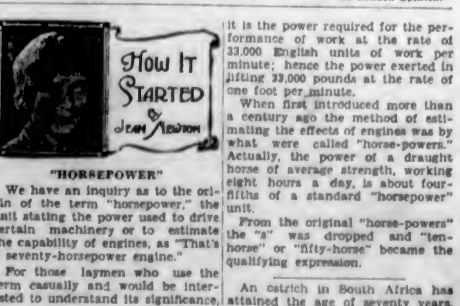 How It
Started
By
Jean Newton
"HORSEPOWER"
We have an inquiry as to the ori-
in of the term "horsepower," the
nit stating the power used to drive
ertain machinery or to estimate
he capability of engines, as "That's
seventy-horsepower engine."
For those laymen who use the
erm casually and would be inter-
sted to understand its significance,
it is the power required for the per-
formance of work at the rate of
33,000 English units of work per
minute; hence the power exerted in
lifting 33,000 pounds at the rate of
one foot per minute.
When first introduced more than
a century ago the method of esti-
mating the effects of engines was by
what were called "horse-powers."
Actually, the power of a draught
horse of average strength, working
eight hours a day, is about four-
fifths of a standard "horsepower"
unit.
From the original "horse-powers"
the "s" was dropped and "ten-
horse" or "fifty-horse" became the
qualifying expression.
An ostrich in South Africa has
attained the age of seventy years